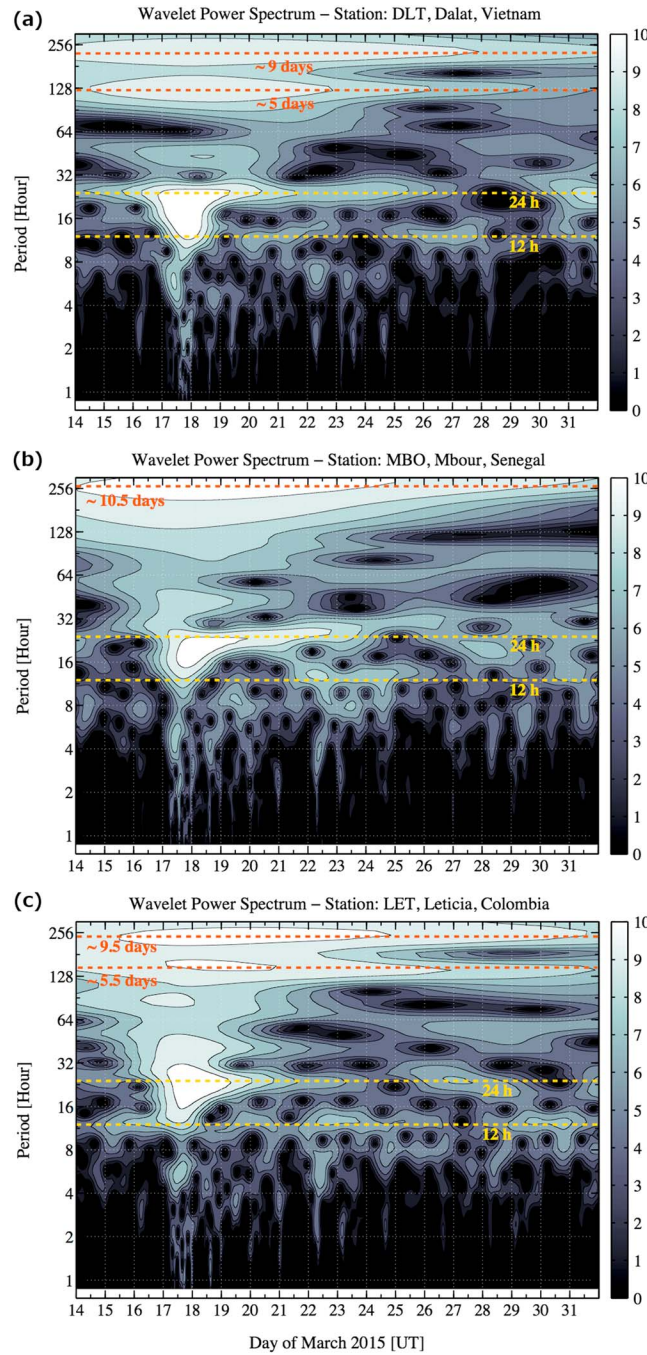 (a)
Wavelet Power Spectrum – Station: DLT, Dalat, Vietnam
256
128
64
32
16
8
4
2
1
Period [Hour]
~ 9 days
~ 5 days
24 h
12 h
14 15 16 17 18 19 20 21 22 23 24 25 26 27 28 29 30 31
10
9
8
7
6
5
4
3
2
1
0
(b)
Wavelet Power Spectrum – Station: MBO, Mbour, Senegal
256
128
64
32
16
8
4
2
1
Period [Hour]
~ 10.5 days
24 h
12 h
14 15 16 17 18 19 20 21 22 23 24 25 26 27 28 29 30 31
10
9
8
7
6
5
4
3
2
1
0
(c)
Wavelet Power Spectrum – Station: LET, Leticia, Colombia
256
128
64
32
16
8
4
2
1
Period [Hour]
~ 9.5 days
~ 5.5 days
24 h
12 h
14 15 16 17 18 19 20 21 22 23 24 25 26 27 28 29 30 31
10
9
8
7
6
5
4
3
2
1
0
Day of March 2015 [UT]